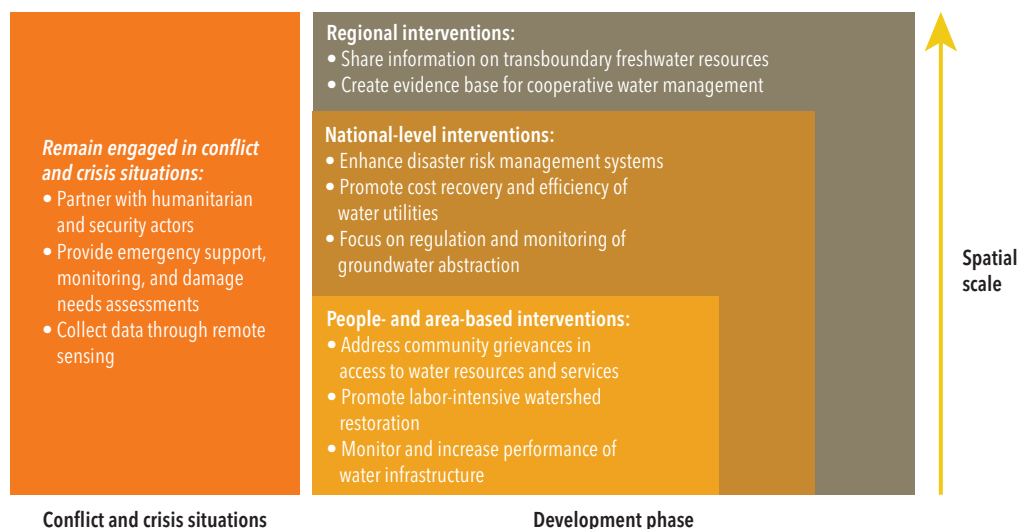 Remain engaged in conflict
and crisis situations:
• Partner with humanitarian
and security actors
• Provide emergency support,
monitoring, and damage
needs assessments
• Collect data through remote
sensing
Conflict and crisis situations
Regional interventions:
• Share information on transboundary freshwater resources
• Create evidence base for cooperative water management
National-level interventions:
• Enhance disaster risk management systems
• Promote cost recovery and efficiency of
water utilities
• Focus on regulation and monitoring of
groundwater abstraction
People- and area-based interventions:
• Address community grievances in
access to water resources and services
• Promote labor-intensive watershed
restoration
• Monitor and increase performance of
water infrastructure
Development phase
Spatial
scale